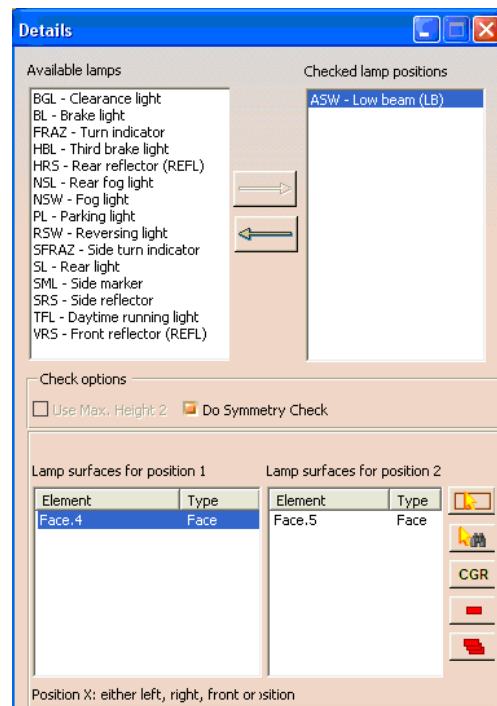 Details
Available lamps
Checked lamp positions
BGL - Clearance light
BL - Brake light
FRAZ - Turn indicator
HBL - Third brake light
HRS - Rear reflector (REFL)
NSL - Rear fog light
NSW - Fog light
PL - Parking light
RSW - Reversing light
SFRAZ - Side turn indicator
SL - Rear light
SML - Side marker
SRS - Side reflector
TFL - Daytime running light
VRS - Front reflector (REFL)
ASW - Low beam (LB)
Check options
Use Max. Height 2
Do Symmetry Check
Lamp surfaces for position 1
Element Type
Face.4 Face
Lamp surfaces for position 2
Element Type
Face.5 Face
CGR
Position X: either left, right, front or